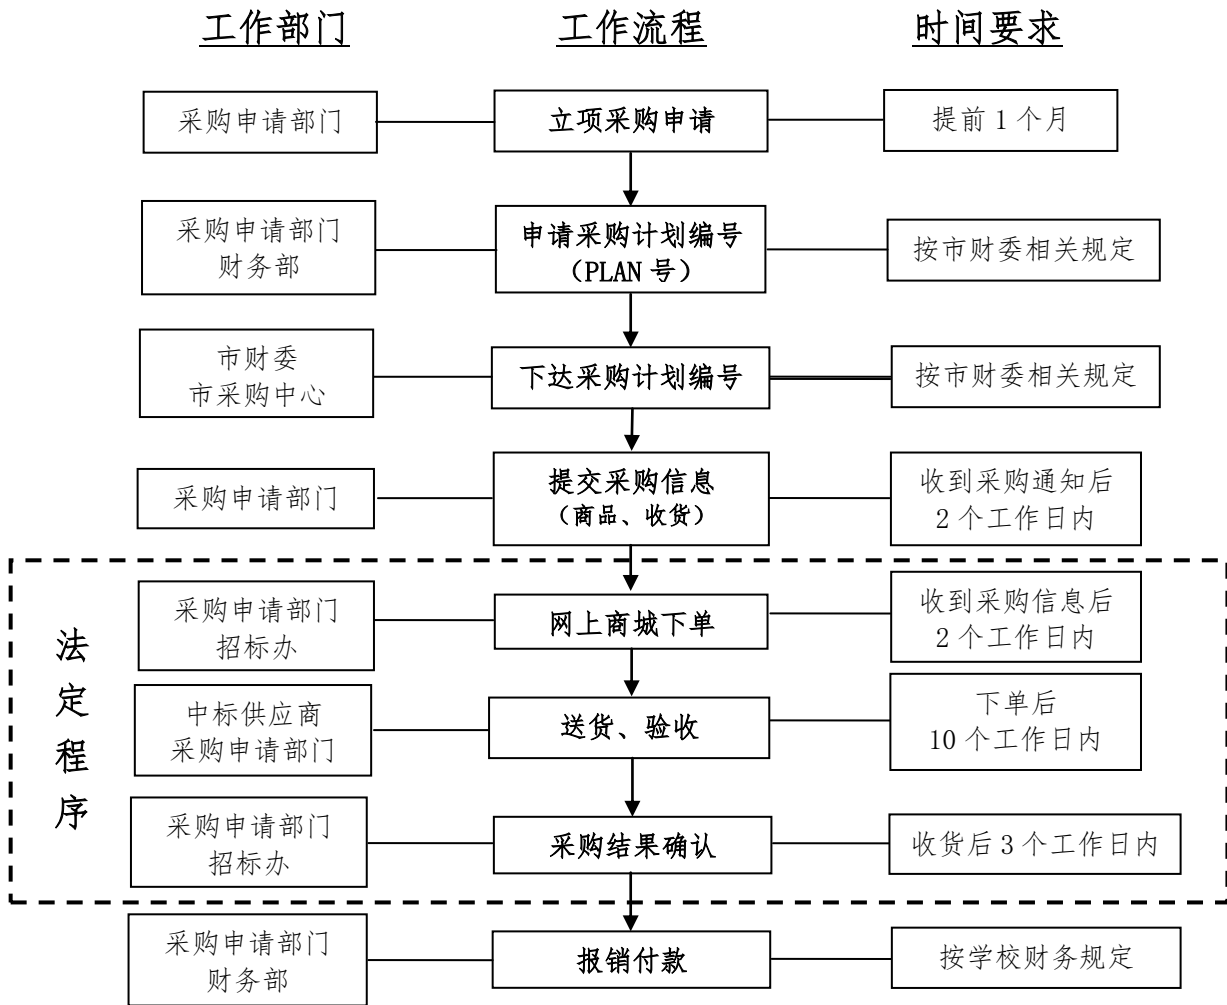 工作部门 工作流程 时间要求
采购申请部门 立项采购申请 提前1个月
采购申请部门
财务部
申请采购计划编号
（PLAN号）
按市财委相关规定
市财委
市采购中心
下达采购计划编号
按市财委相关规定
采购申请部门
提交采购信息
（商品、收货）
收到采购通知后
2个工作日内
法定程序
采购申请部门
招标办
网上商城下单
收到采购信息后
2个工作日内
中标供应商
采购申请部门
送货、验收
下单后
10个工作日内
采购申请部门
招标办
采购结果确认
收货后3个工作日内
采购申请部门
财务部
报销付款
按学校财务规定